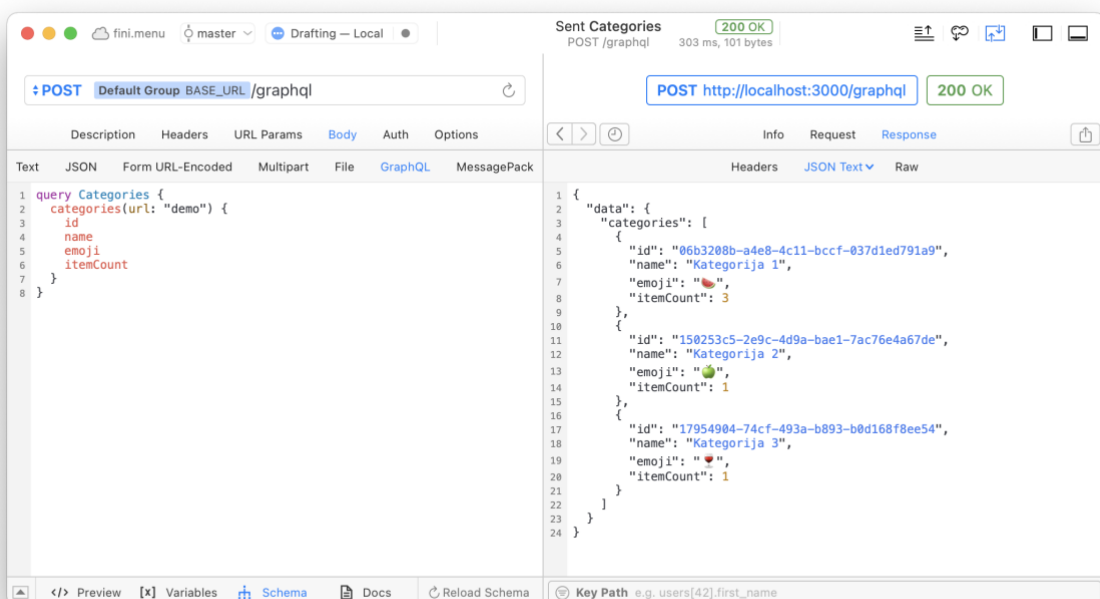 fini.menu master Drafting — Local Sent Categories 200 OK
POST /graphql 303 ms, 101 bytes
POST Default Group BASE_URL /graphql
POST http://localhost:3000/graphql 200 OK
Description Headers URL Params Body Auth Options
Info Request Response
Text JSON Form URL-Encoded Multipart File GraphQL MessagePack
Headers JSON Text Raw
1 query Categories {
2 categories(url: "demo") {
3 id
4 name
5 emoji
6 itemCount
7 }
8 }
1 {
2 "data": {
3 "categories": [
4 {
5 "id": "06b3208b-a4e8-4c11-bccf-037d1ed791a9",
6 "name": "Kategorija 1",
7 "emoji": "🍉",
8 "itemCount": 3
9 },
10 {
11 "id": "150253c5-2e9c-4d9a-bae1-7ac76e4a67de",
12 "name": "Kategorija 2",
13 "emoji": "🍏",
14 "itemCount": 1
15 },
16 {
17 "id": "17954904-74cf-493a-b893-b0d168f8ee54",
18 "name": "Kategorija 3",
19 "emoji": "🍷",
20 "itemCount": 1
21 }
22 ]
23 }
24 }
</> Preview [x] Variables Schema Docs Reload Schema
Key Path e.g. users[42].first_name